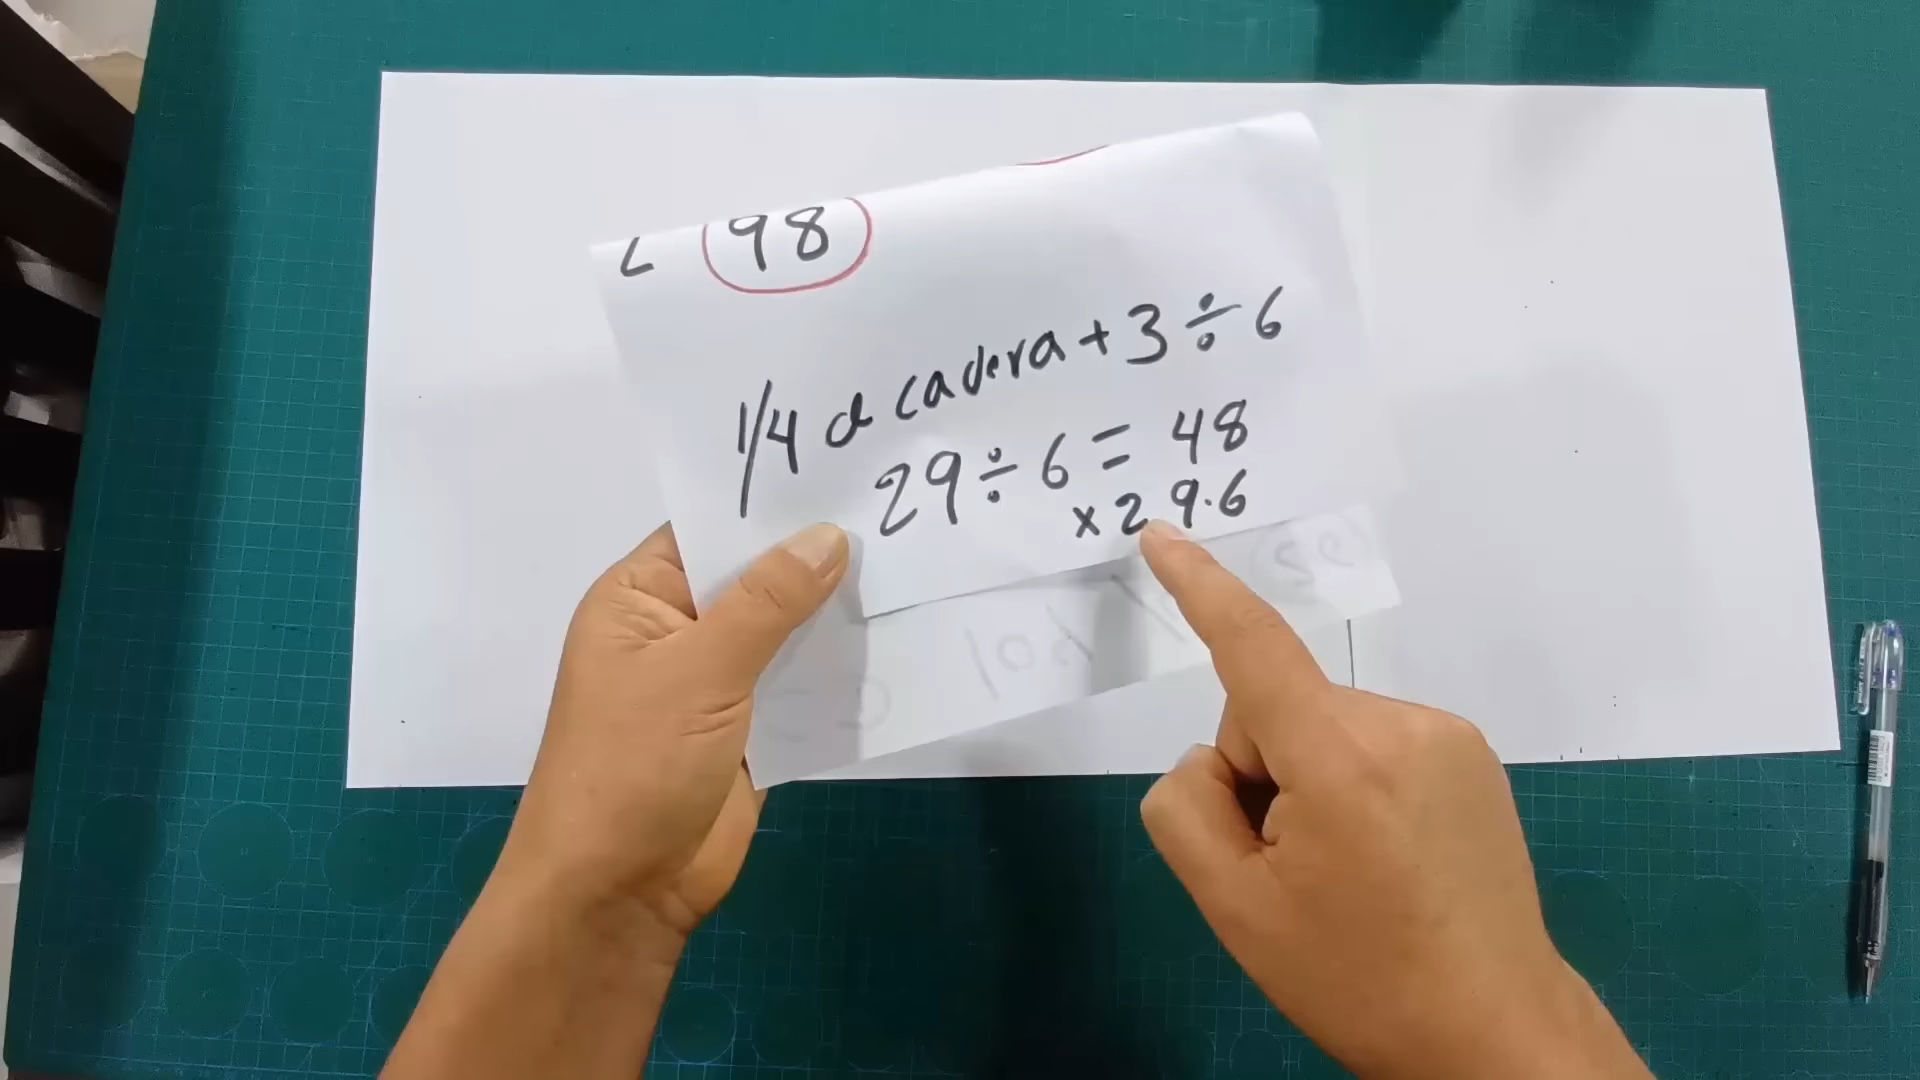 C 98
1/4 d cadera + 3 ÷ 6
29 ÷ 6 = 48
x 2 9.6